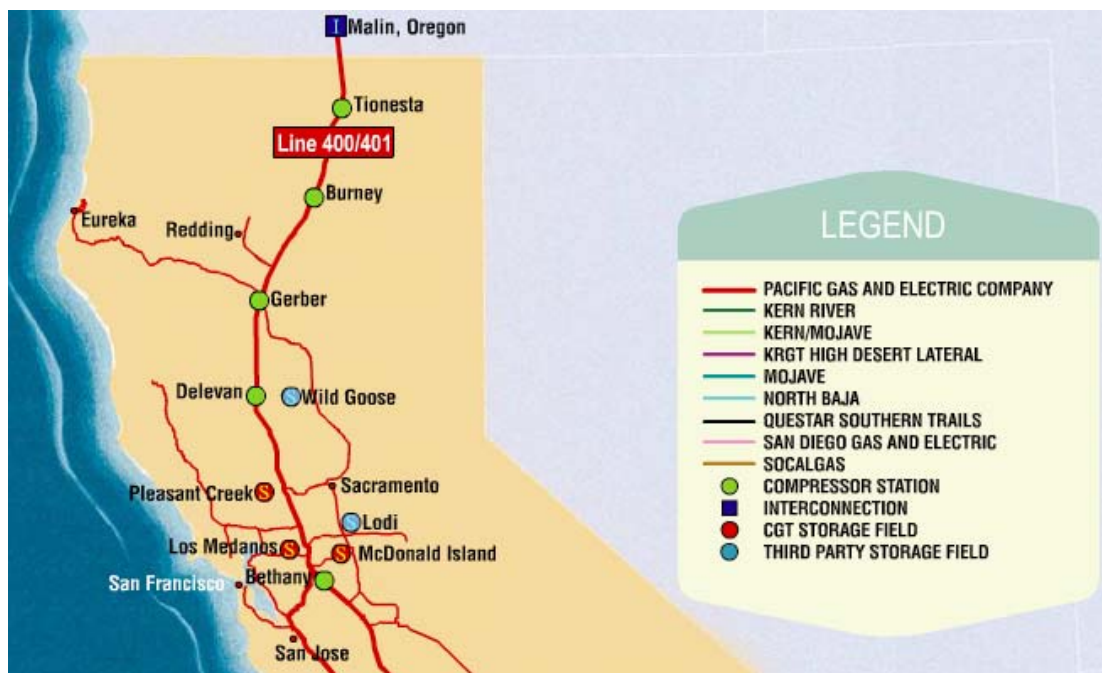 I Malin, Oregon
Tionesta
Line 400/401
Burney
Eureka
Redding
Gerber
Delevan
S Wild Goose
Pleasant Creek S
Sacramento
S Lodi
Los Medanos S
S McDonald Island
Bethany
San Francisco
San Jose
LEGEND
PACIFIC GAS AND ELECTRIC COMPANY
KERN RIVER
KERN/MOJAVE
KRGT HIGH DESERT LATERAL
MOJAVE
NORTH BAJA
QUESTAR SOUTHERN TRAILS
SAN DIEGO GAS AND ELECTRIC
SOCALGAS
COMPRESSOR STATION
INTERCONNECTION
CGT STORAGE FIELD
THIRD PARTY STORAGE FIELD